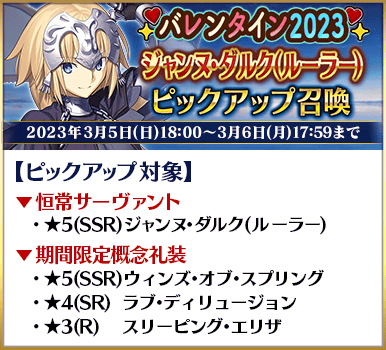 バレンタイン2023
ジャンヌ・ダルク(ルーラー)
ピックアップ召喚
2023年3月5日(日)18:00～3月6日(月)17:59まで
【ピックアップ対象】
▼恒常サーヴァント
・★5(SSR)ジャンヌ・ダルク(ルーラー)
▼期間限定概念礼装
・★5(SSR)ウィンズ・オブ・スプリング
・★4(SR) ラブ・ディリュージョン
・★3(R) スリーピング・エリザ